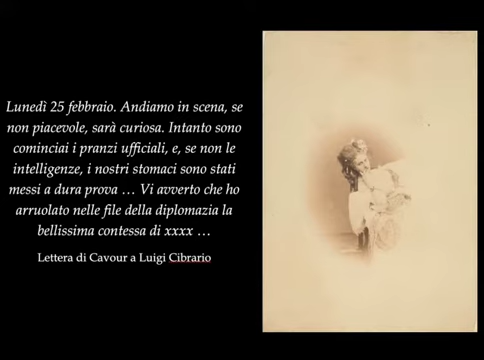 Lunedì 25 febbraio. Andiamo in scena, se
non piacevole, sarà curiosa. Intanto sono
cominciai i pranzi ufficiali, e, se non le
intelligenze, i nostri stomaci sono stati
messi a dura prova … Vi avverto che ho
arruolato nelle file della diplomazia la
bellissima contessa di xxxx …
Lettera di Cavour a Luigi Cibrario